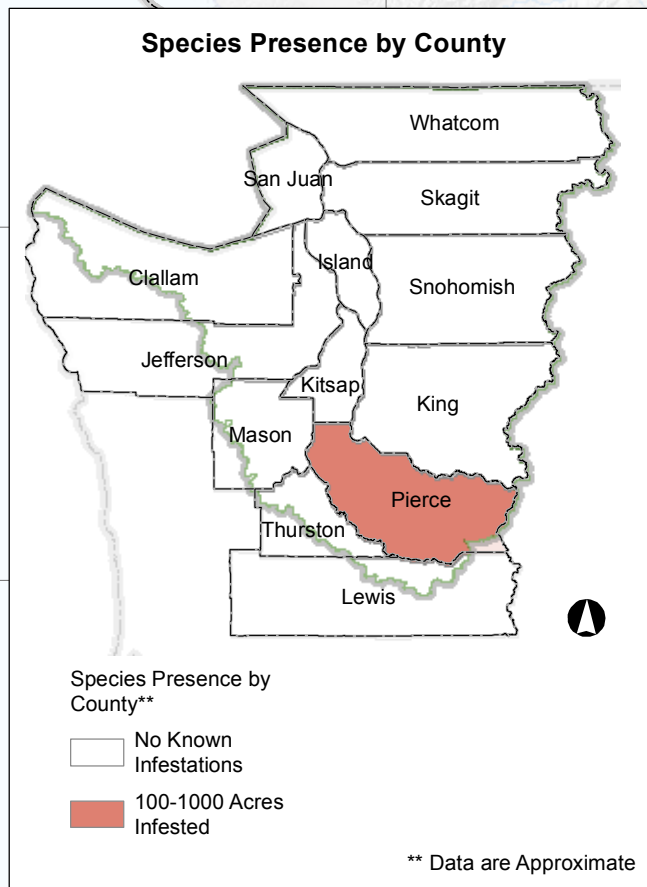 Species Presence by County
Whatcom
San Juan
Skagit
Island
Clallam
Snohomish
Jefferson
Kitsap
King
Mason
Pierce
Thurston
Lewis
Species Presence by
County**
No Known
Infestations
100-1000 Acres
Infested
** Data are Approximate